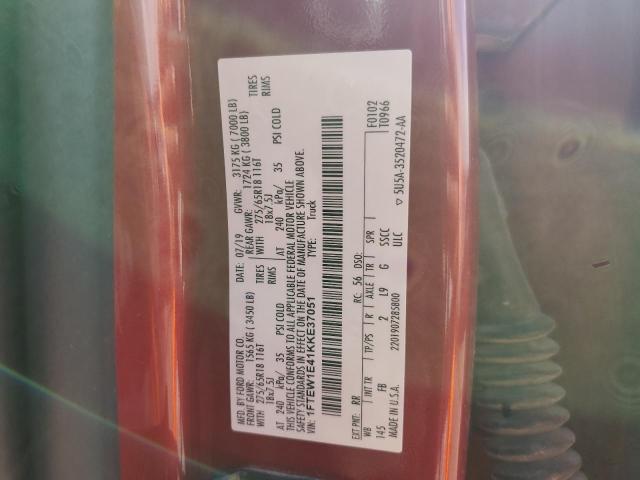 MFD. BY FORD MOTOR CO.
DATE: 07/19 GVWR: 3175 KG ( 7000 LB)
FRONT GAWR: 1565 KG ( 3450 LB) REAR GAWR: 1724 KG ( 3800 LB)
WITH 275/65R18 116T TIRES WITH 275/65R18 116T TIRES
18x7.5J RIMS 18x7.5J RIMS
AT 240 kPa/ 35 PSI COLD AT 240 kPa/ 35 PSI COLD
THIS VEHICLE CONFORMS TO ALL APPLICABLE FEDERAL MOTOR VEHICLE
SAFETY STANDARDS IN EFFECT ON THE DATE OF MANUFACTURE SHOWN ABOVE.
VIN: 1FTEW1E41KKE37051 TYPE: Truck
EXT PNT: RR RC: 56 DSO: F0102
T0966
WB INT TR TP/PS R AXLE TR SPR
145 FB 2 L9 G SSCC
MADE IN U.S.A. 2201907285800 ULC
5U5A-3520472-AA